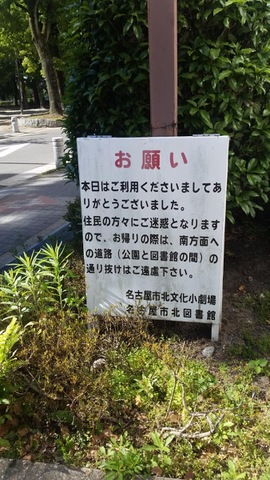 お願い
本日はご利用くださいましてあ
りがとうございました。
住民の方々にご迷惑となります
ので、お帰りの際は、南方面へ
の道路（公園と図書館の間）の
通り抜けはご遠慮下さい。
名古屋市北文化小劇場
名古屋市北図書館